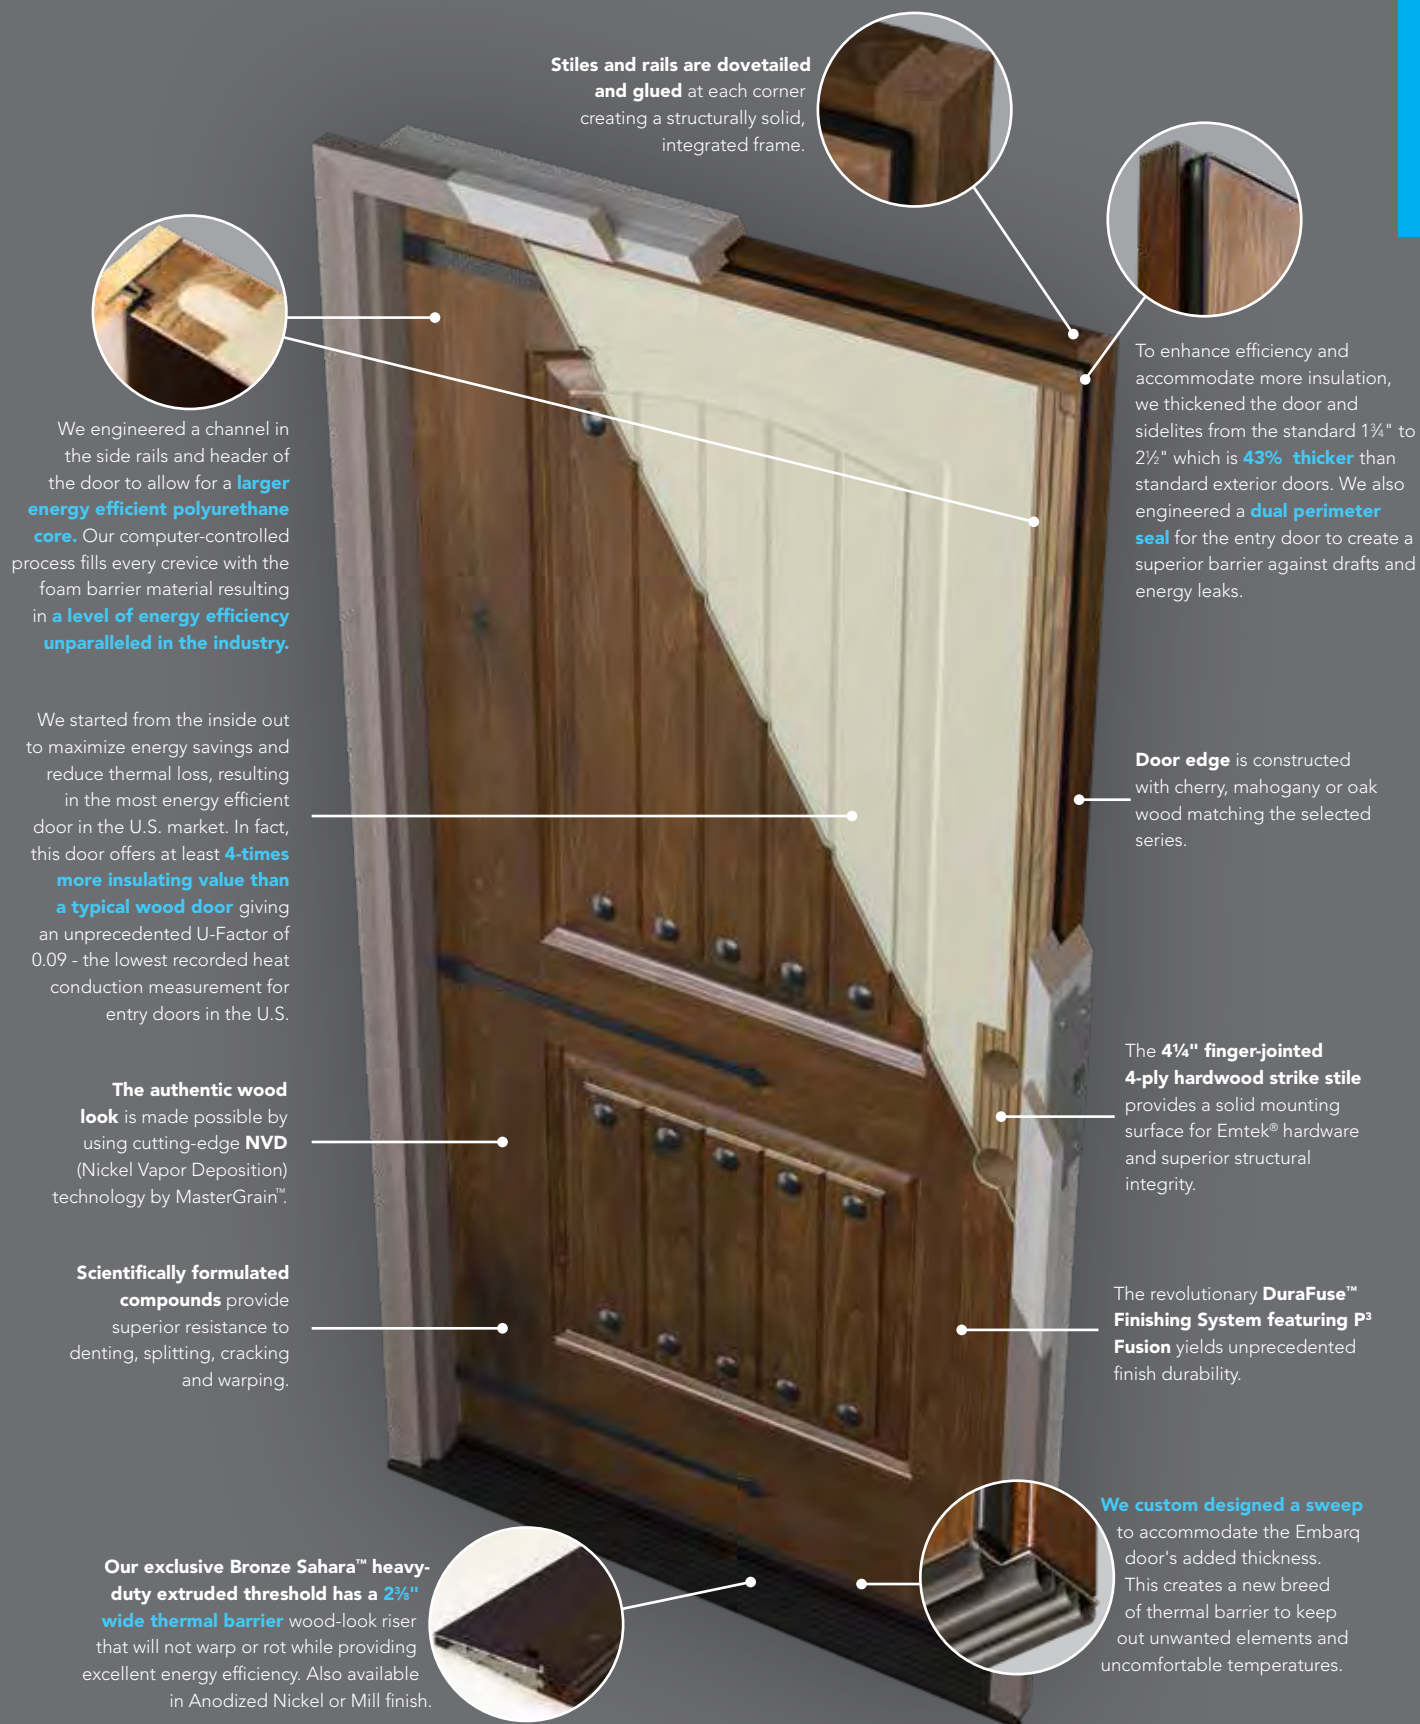 Stiles and rails are dovetailed
and glued at each corner
creating a structurally solid,
integrated frame.
We engineered a channel in
the side rails and header of
the door to allow for a larger
energy efficient polyurethane
core. Our computer-controlled
process fills every crevice with the
foam barrier material resulting
in a level of energy efficiency
unparalleled in the industry.
We started from the inside out
to maximize energy savings and
reduce thermal loss, resulting
in the most energy efficient
door in the U.S. market. In fact,
this door offers at least 4-times
more insulating value than
a typical wood door giving
an unprecedented U-Factor of
0.09 - the lowest recorded heat
conduction measurement for
entry doors in the U.S.
The authentic wood
look is made possible by
using cutting-edge NVD
(Nickel Vapor Deposition)
technology by MasterGrain™.
Scientifically formulated
compounds provide
superior resistance to
denting, splitting, cracking
and warping.
Our exclusive Bronze Sahara™ heavy-
duty extruded threshold has a 2⅜"
wide thermal barrier wood-look riser
that will not warp or rot while providing
excellent energy efficiency. Also available
in Anodized Nickel or Mill finish.
To enhance efficiency and
accommodate more insulation,
we thickened the door and
sidelites from the standard 1¾" to
2½" which is 43% thicker than
standard exterior doors. We also
engineered a dual perimeter
seal for the entry door to create a
superior barrier against drafts and
energy leaks.
Door edge is constructed
with cherry, mahogany or oak
wood matching the selected
series.
The 4¼" finger-jointed
4-ply hardwood strike stile
provides a solid mounting
surface for Emtek® hardware
and superior structural
integrity.
The revolutionary DuraFuse™
Finishing System featuring P³
Fusion yields unprecedented
finish durability.
We custom designed a sweep
to accommodate the Embarq
door's added thickness.
This creates a new breed
of thermal barrier to keep
out unwanted elements and
uncomfortable temperatures.